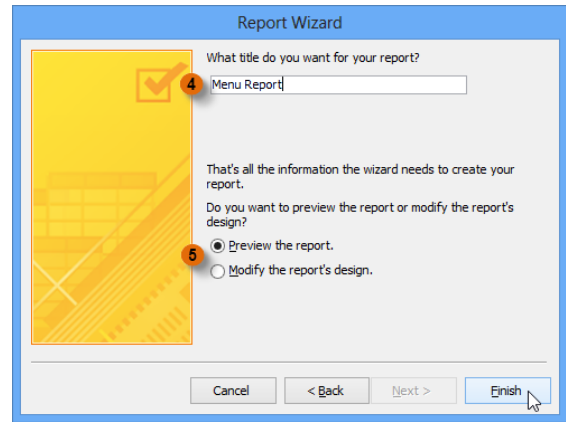 Report Wizard
What title do you want for your report?
4
Menu Report
That's all the information the wizard needs to create your
report.
Do you want to preview the report or modify the report's
design?
5
Preview the report.
Modify the report's design.
Cancel
< Back
Next >
Finish